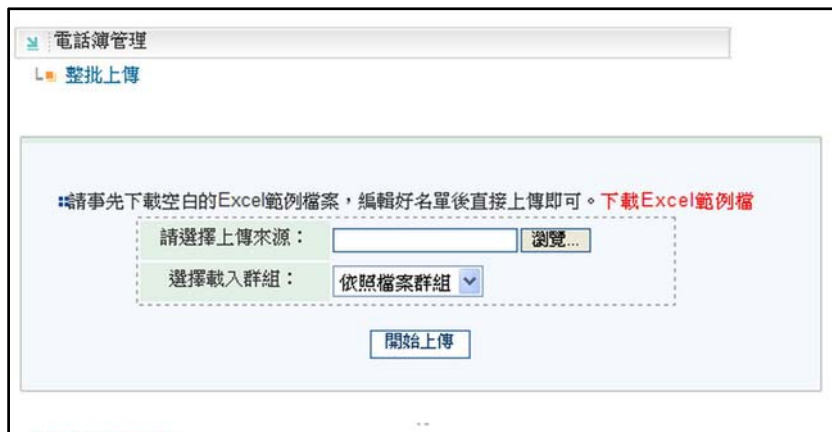 電話簿管理
整批上傳
請事先下載空白的Excel範例檔案，編輯好名單後直接上傳即可。下載Excel範例檔
請選擇上傳來源： 瀏覽...
選擇載入群組： 依照檔案群組
開始上傳